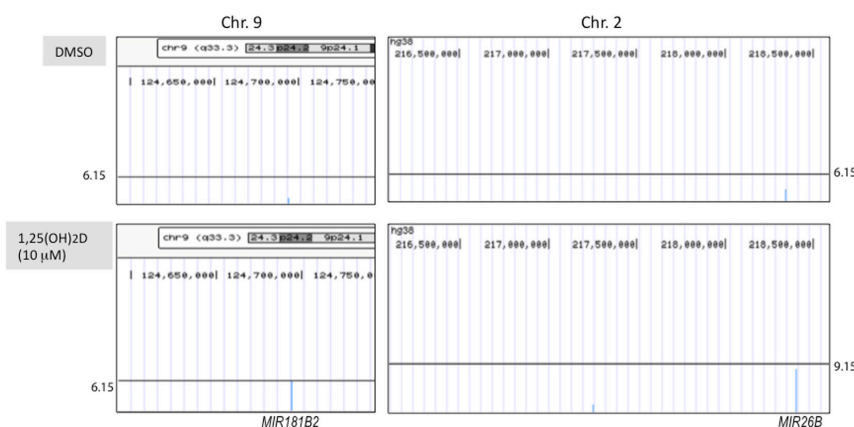 Chr. 9
Chr. 2
DMSO
chr9 (q33.3) 24.3 p24.2 9p24.1
124,650,000| 124,700,000| 124,750,00
6.15
hg38
216,500,000| 217,000,000| 217,500,000| 218,000,000| 218,500,000|
6.15
1,25(OH)2D
(10 μM)
chr9 (q33.3) 24.3 p24.2 9p24.1
124,650,000| 124,700,000| 124,750,0
6.15
MIR181B2
hg38
216,500,000| 217,000,000| 217,500,000| 218,000,000| 218,500,000|
9.15
MIR26B